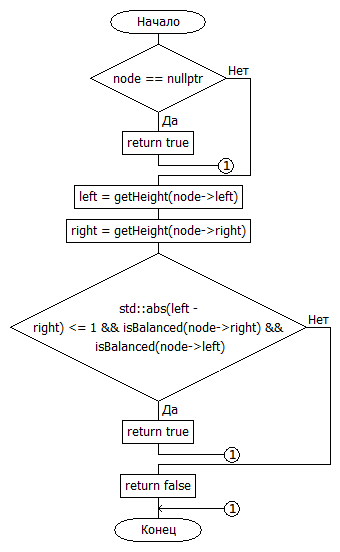 Начало
node == nullptr
Нет
Да
return true
1
left = getHeight(node->left)
right = getHeight(node->right)
std::abs(left -
right) <= 1 && isBalanced(node->right) &&
isBalanced(node->left)
Нет
Да
return true
1
return false
1
Конец